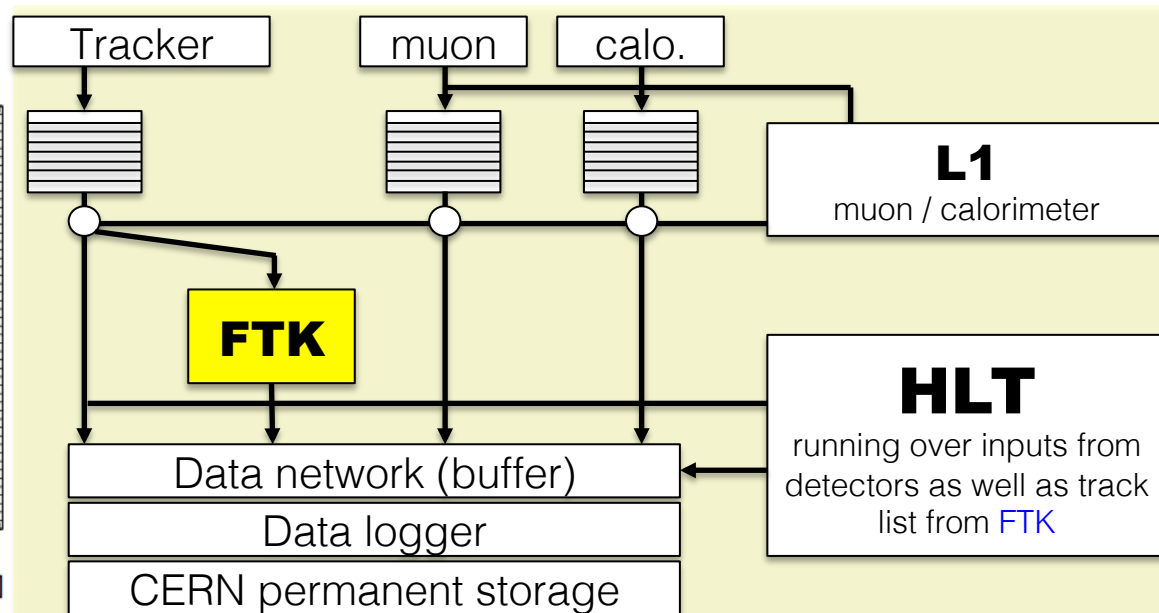 Tracker
muon
calo.
L1
muon / calorimeter
FTK
HLT
running over inputs from
detectors as well as track
list from FTK
Data network (buffer)
Data logger
CERN permanent storage